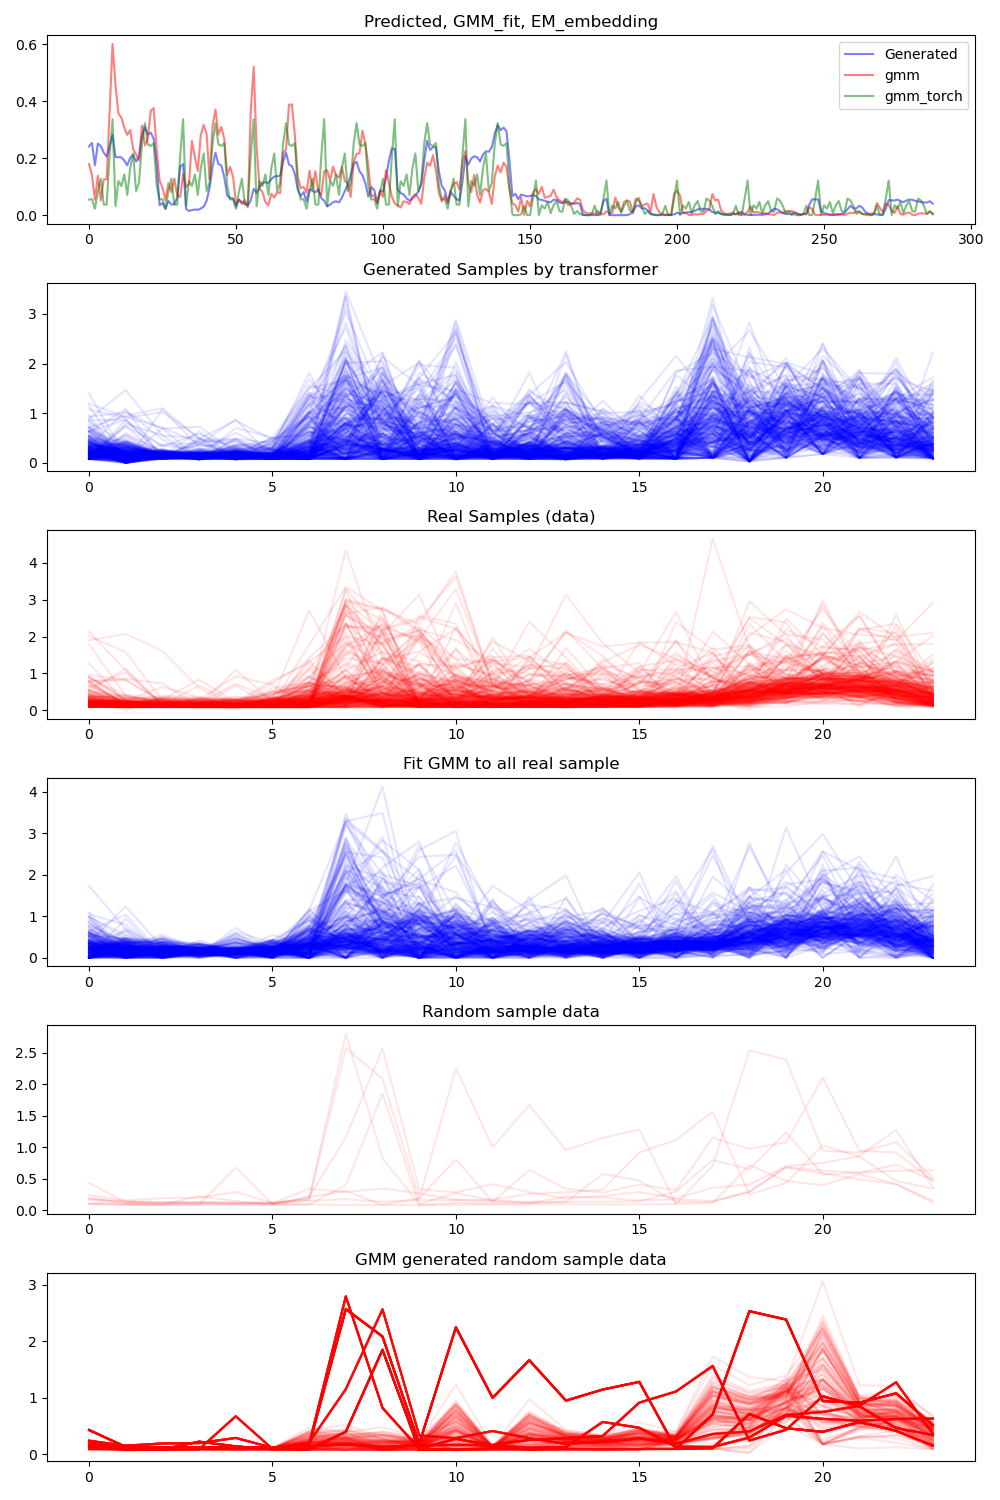 Predicted, GMM_fit, EM_embedding
0.6
0.4
0.2
0.0
Generated
gmm
gmm_torch
0 50 100 150 200 250 300
Generated Samples by transformer
3
2
1
0
0 5 10 15 20
Real Samples (data)
4
3
2
1
0
0 5 10 15 20
Fit GMM to all real sample
4
3
2
1
0
0 5 10 15 20
Random sample data
2.5
2.0
1.5
1.0
0.5
0.0
0 5 10 15 20
GMM generated random sample data
3
2
1
0
0 5 10 15 20